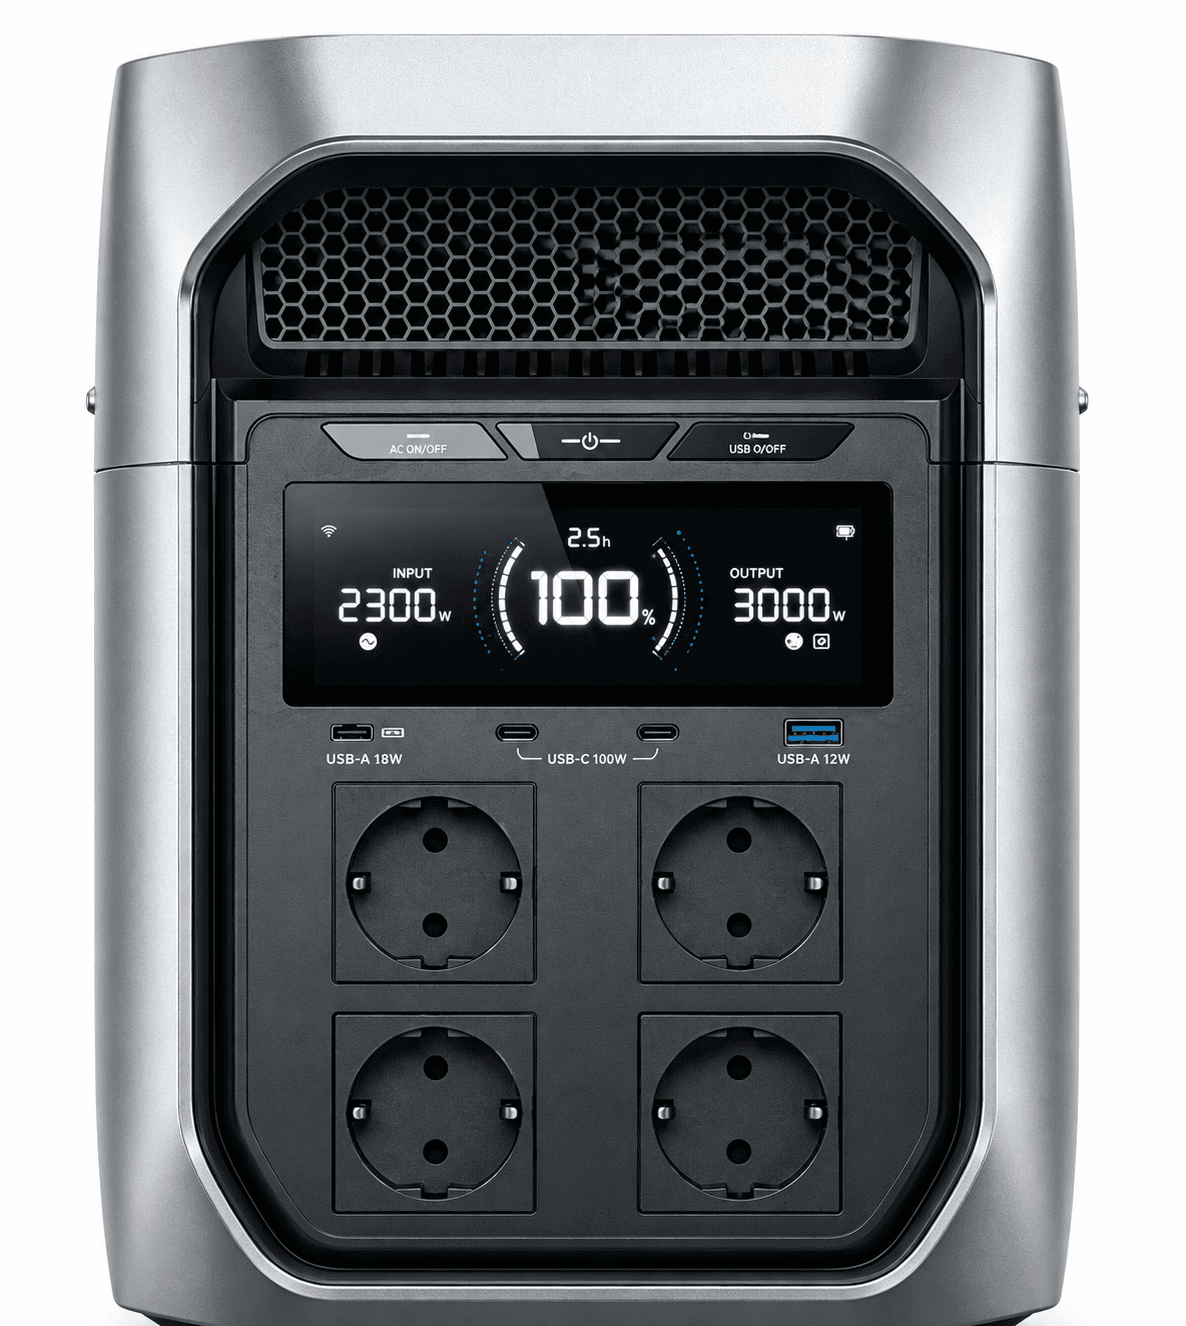 AC ON/OFF
USB O/OFF
2.5h
INPUT
OUTPUT
2300W
100%
3000W
USB-A 18W
USB-C 100W
USB-A 12W